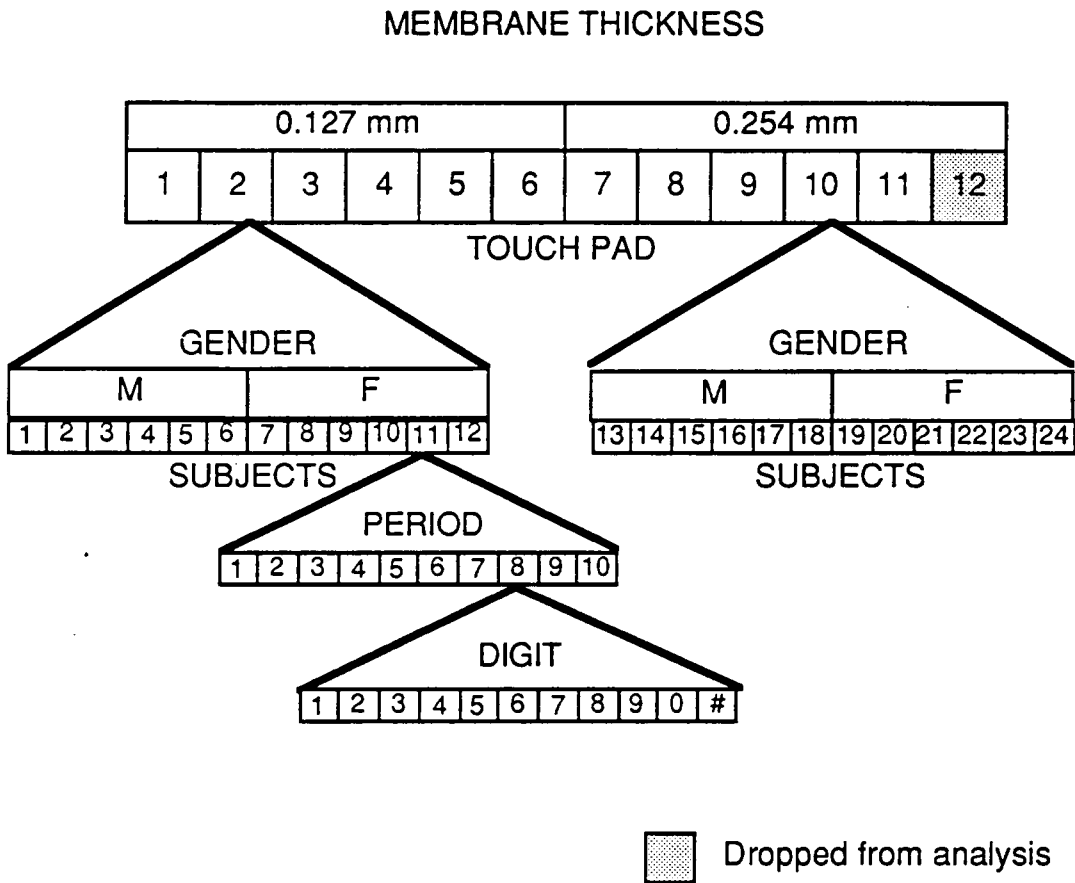 MEMBRANE THICKNESS
0.127 mm 0.254 mm
1 2 3 4 5 6 7 8 9 10 11 12
TOUCH PAD
GENDER GENDER
M F M F
1 2 3 4 5 6 7 8 9 10 11 12 13 14 15 16 17 18 19 20 21 22 23 24
SUBJECTS SUBJECTS
PERIOD
1 2 3 4 5 6 7 8 9 10
DIGIT
1 2 3 4 5 6 7 8 9 0 #
Dropped from analysis